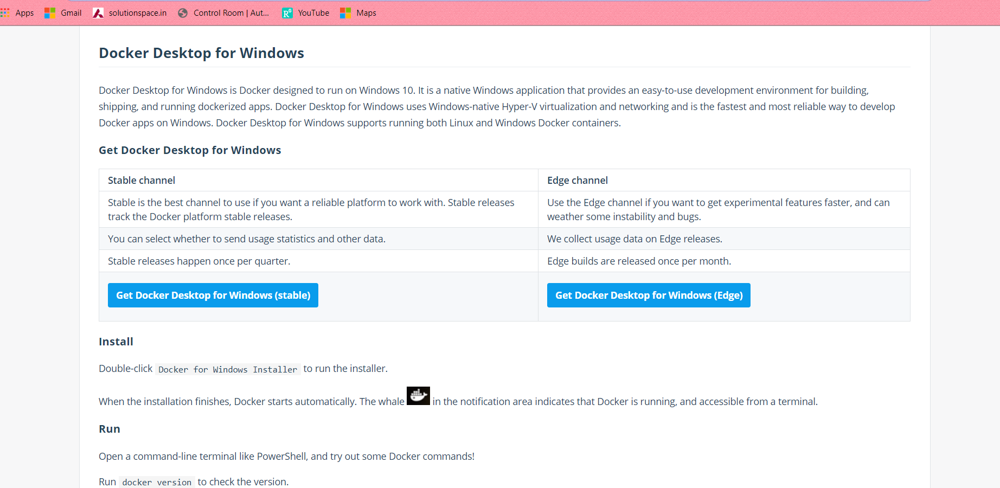 Apps Gmail solutionspace.in Control Room | Aut... YouTube Maps
Docker Desktop for Windows
Docker Desktop for Windows is Docker designed to run on Windows 10. It is a native Windows application that provides an easy-to-use development environment for building,
shipping, and running dockerized apps. Docker Desktop for Windows uses Windows-native Hyper-V virtualization and networking and is the fastest and most reliable way to develop
Docker apps on Windows. Docker Desktop for Windows supports running both Linux and Windows Docker containers.
Get Docker Desktop for Windows
Stable channel
Edge channel
Stable is the best channel to use if you want a reliable platform to work with. Stable releases
track the Docker platform stable releases.
Use the Edge channel if you want to get experimental features faster, and can
weather some instability and bugs.
You can select whether to send usage statistics and other data.
We collect usage data on Edge releases.
Stable releases happen once per quarter.
Edge builds are released once per month.
Get Docker Desktop for Windows (stable)
Get Docker Desktop for Windows (Edge)
Install
Double-click Docker for Windows Installer to run the installer.
When the installation finishes, Docker starts automatically. The whale in the notification area indicates that Docker is running, and accessible from a terminal.
Run
Open a command-line terminal like PowerShell, and try out some Docker commands!
Run docker version to check the version.